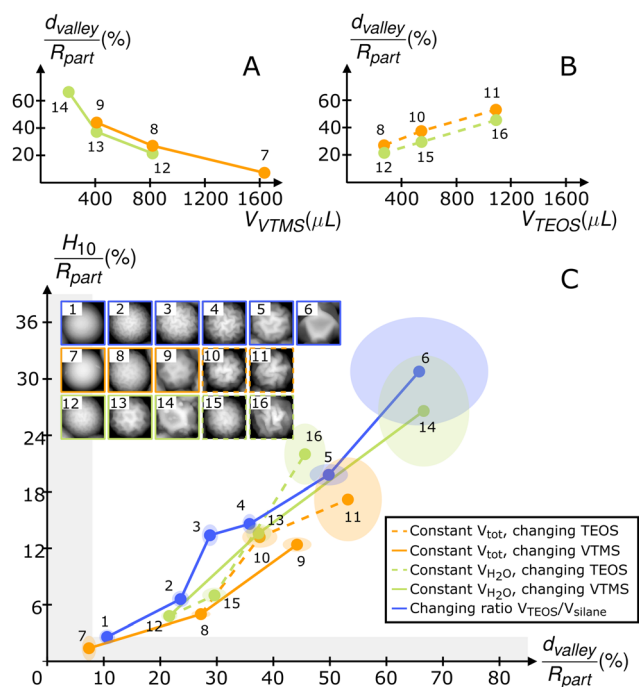 d_valley
R_part (%)
A
60
40
20
14
9
13
8
12
7
400 800 1200 1600
V_VTMS(μL)
d_valley
R_part (%)
B
60
40
20
8
12
10
15
11
16
400 800 1200 1600
V_TEOS(μL)
H_10
R_part (%)
C
36
30
24
18
12
6
0
1 2 3 4 5 6
7 8 9 10 11
12 13 14 15 16
6
14
16
5
11
3
4
13
10
9
2
15
12
8
1
7
10 20 30 40 50 60 70 80
d_valley
R_part (%)
Constant V_tot, changing TEOS
Constant V_tot, changing VTMS
Constant V_H2O, changing TEOS
Constant V_H2O, changing VTMS
Changing ratio V_TEOS/V_silane